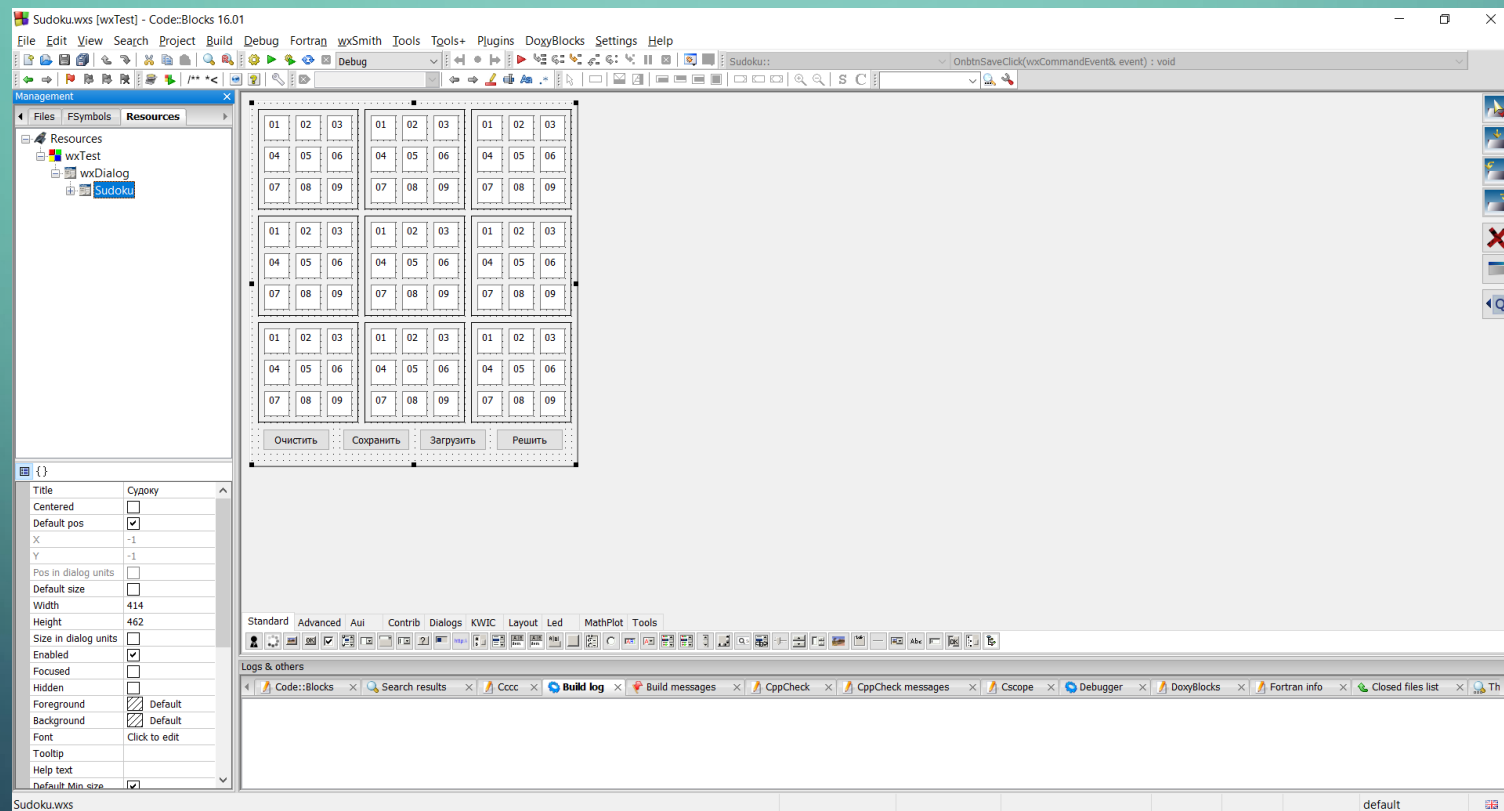 Sudoku.wxs [wxTest] - Code::Blocks 16.01
File Edit View Search Project Build Debug Fortran wxSmith Tools Tools+ Plugins DoxyBlocks Settings Help
Debug Sudoku:: OnbtnSaveClick(wxCommandEvent& event) : void
/** *< S C
Management
Files FSymbols Resources
Resources
wxTest
wxDialog
Sudoku
01 02 03 01 02 03 01 02 03
04 05 06 04 05 06 04 05 06
07 08 09 07 08 09 07 08 09
01 02 03 01 02 03 01 02 03
04 05 06 04 05 06 04 05 06
07 08 09 07 08 09 07 08 09
01 02 03 01 02 03 01 02 03
04 05 06 04 05 06 04 05 06
07 08 09 07 08 09 07 08 09
Очистить Сохранить Загрузить Решить
{}
Title Судоку
Centered
Default pos
X -1
Y -1
Pos in dialog units
Default size
Width 414
Height 462
Size in dialog units
Enabled
Focused
Hidden
Foreground Default
Background Default
Font Click to edit
Tooltip
Help text
Default Min size
Standard Advanced Aui Contrib Dialogs KWIC Layout Led MathPlot Tools
Logs & others
Code::Blocks Search results Cccc Build log Build messages CppCheck CppCheck messages Cscope Debugger DoxyBlocks Fortran info Closed files list Th
Sudoku.wxs default